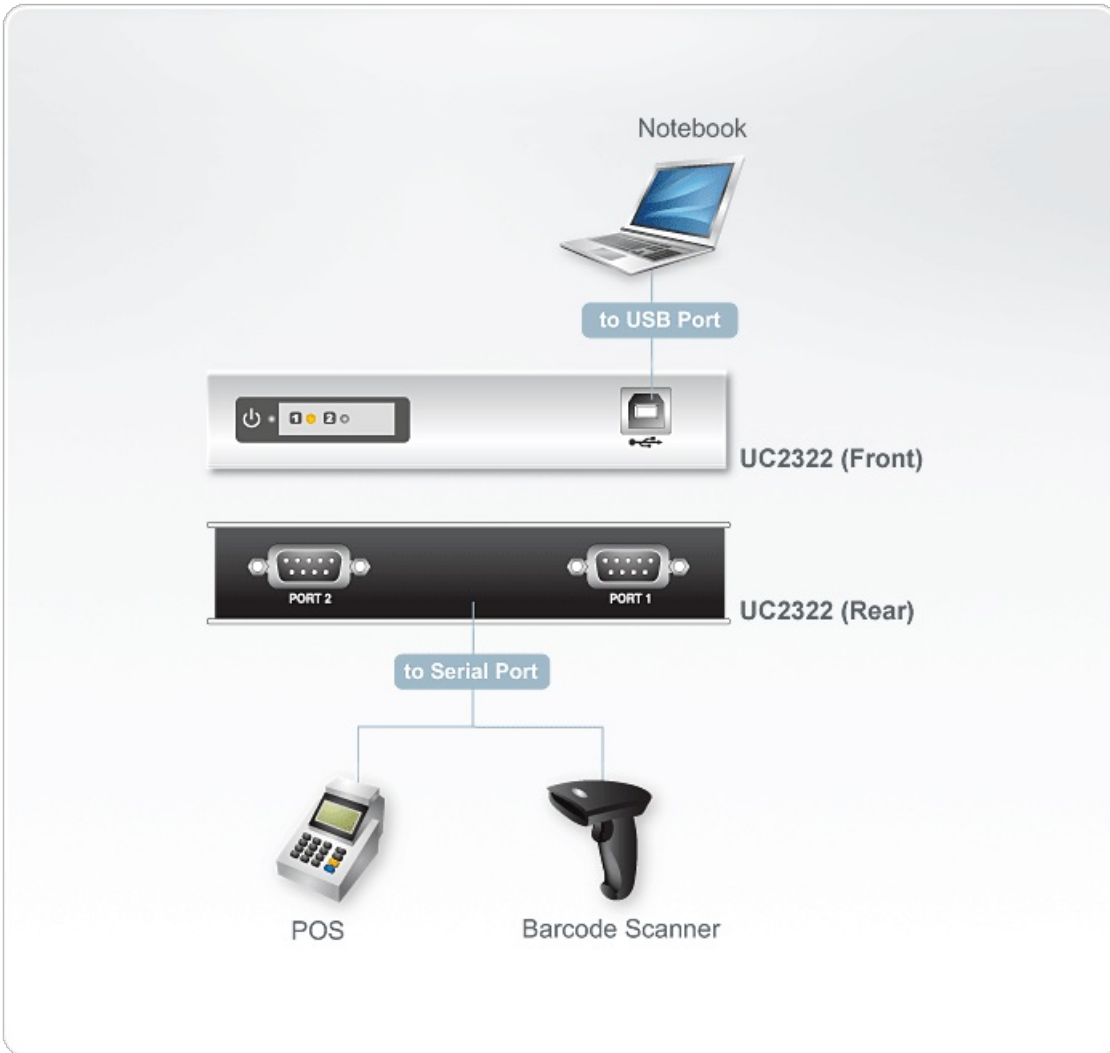 Notebook
to USB Port
1 2
UC2322 (Front)
PORT 2 PORT 1
UC2322 (Rear)
to Serial Port
POS Barcode Scanner